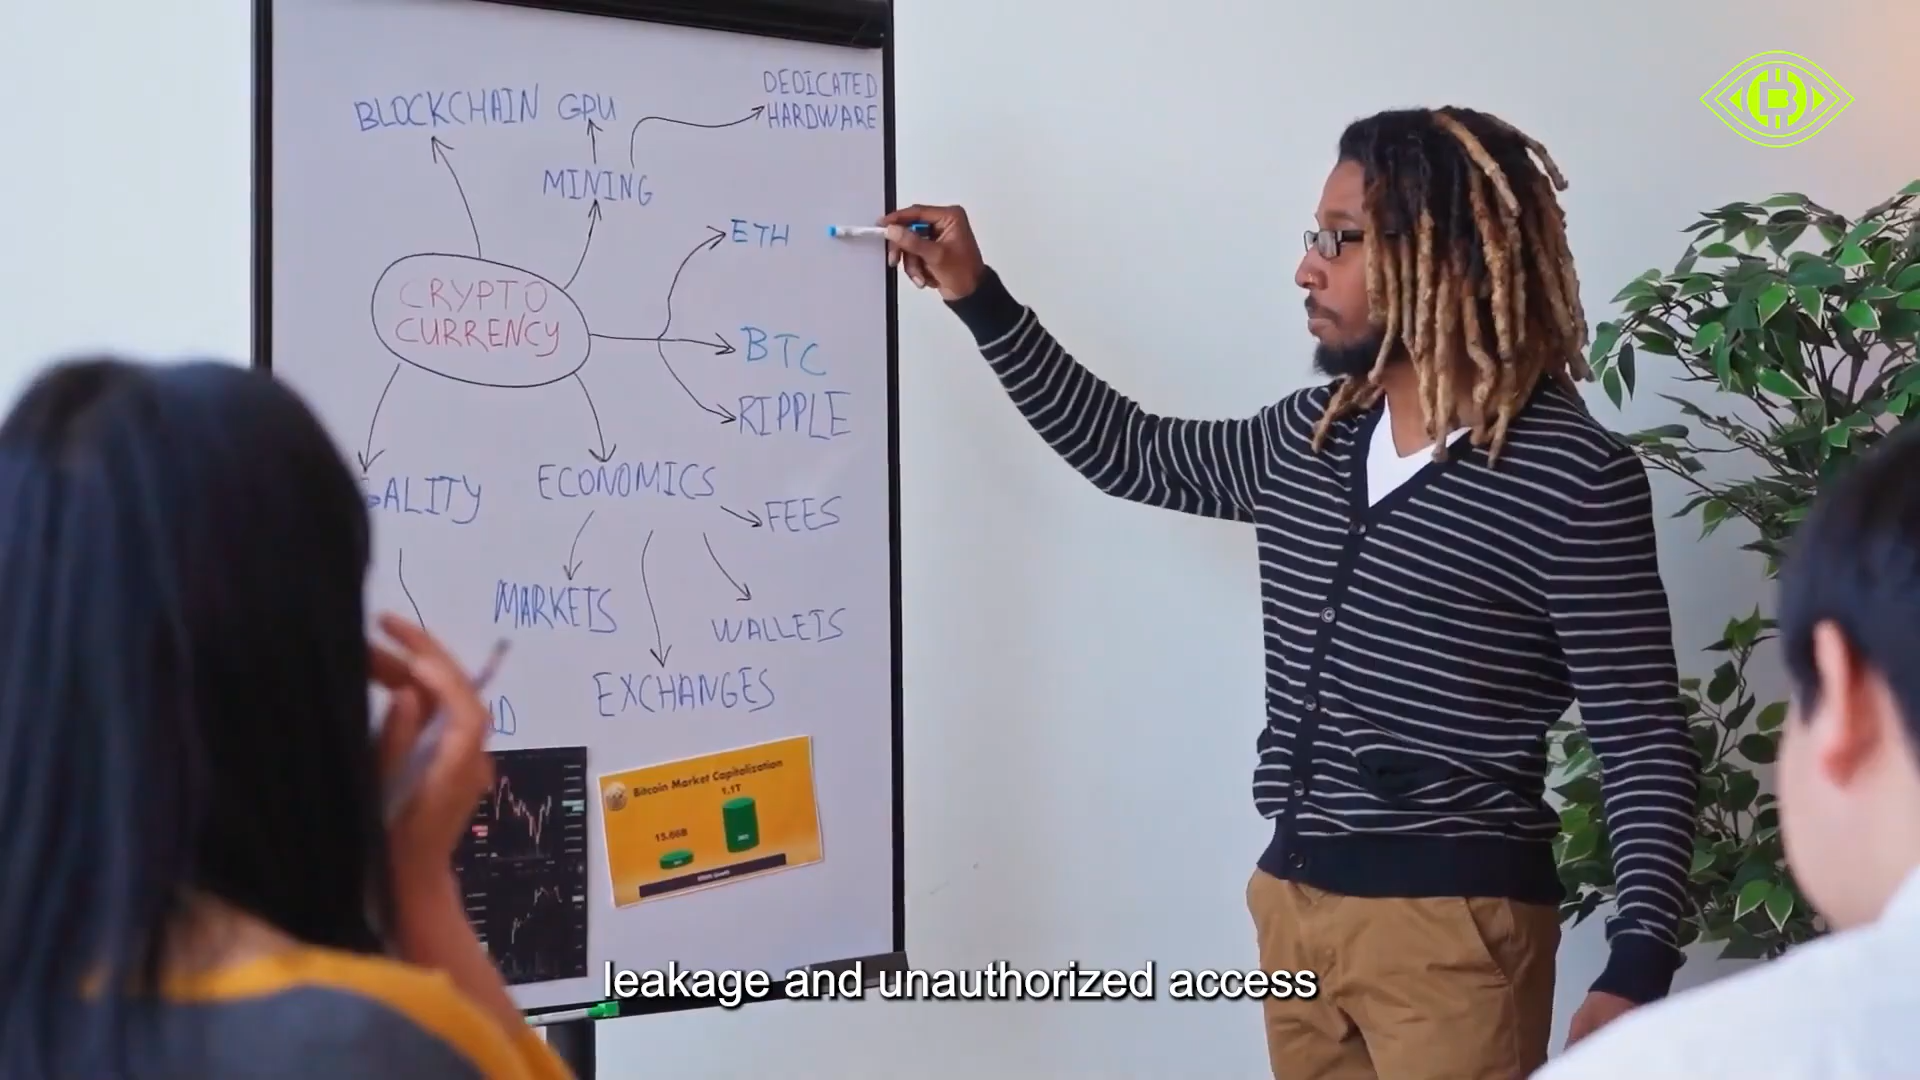 DEDICATED
HARDWARE
BLOCKCHAIN GPU
MINING
ETH
CRYPTO
CURRENCY
BTC
RIPPLE
GALITY
ECONOMICS
FEES
MARKETS
WALLETS
EXCHANGES
Bitcoin Market Capitalization
1.1T
15.66B
leakage and unauthorized access